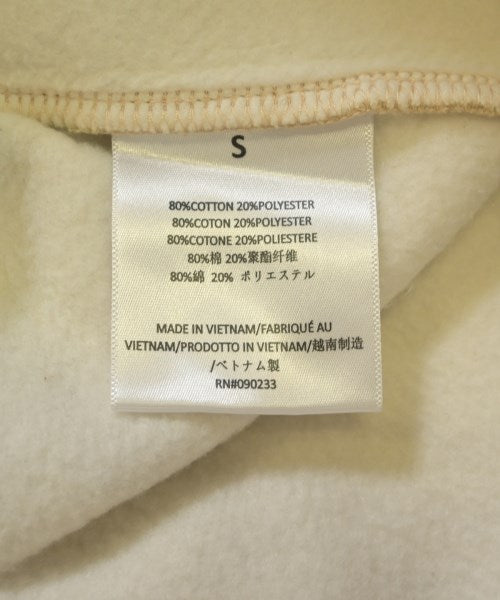 S
80%COTTON 20%POLYESTER
80%COTON 20%POLYESTER
80%COTONE 20%POLIESTERE
80%棉 20%聚酯纤维
80%綿 20% ポリエステル
MADE IN VIETNAM/FABRIQUÉ AU
VIETNAM/PRODOTTO IN VIETNAM/越南制造
/ベトナム製
RN#090233